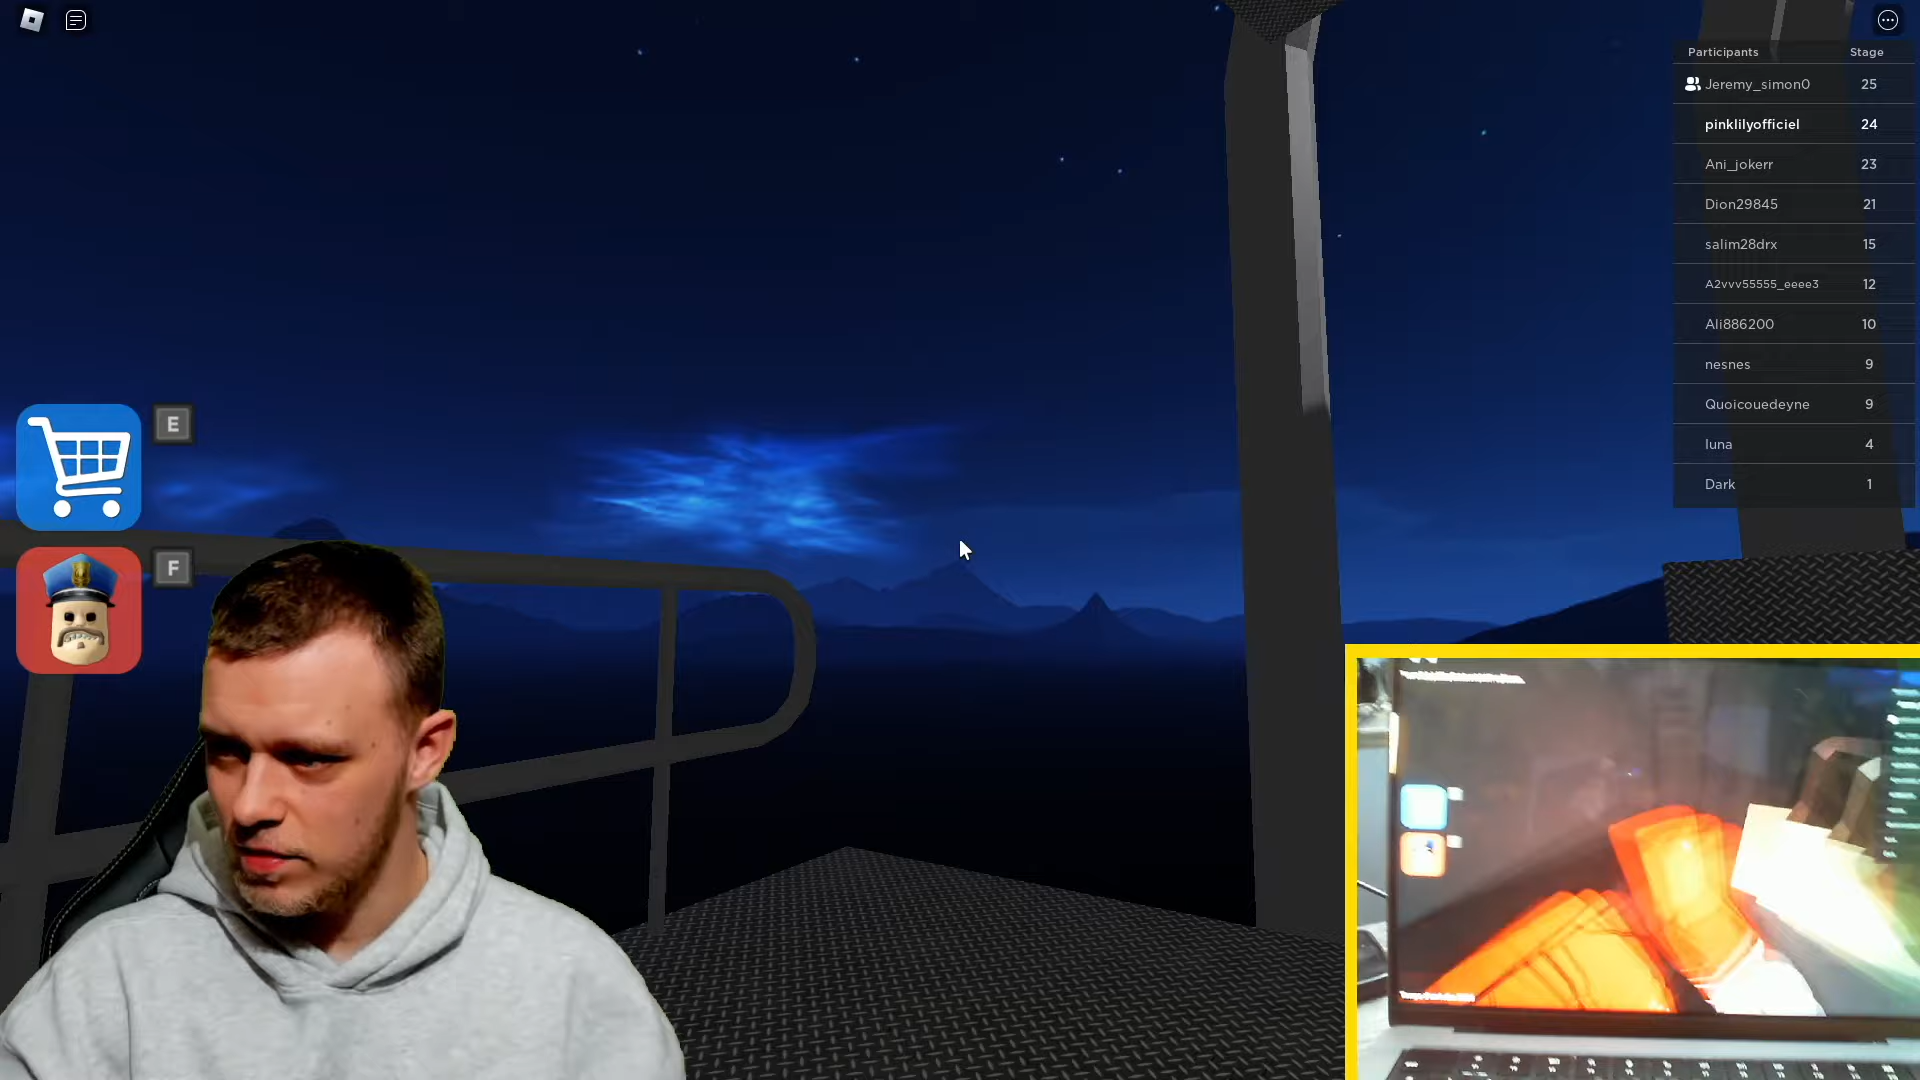 Participants Stage
Jeremy_simon0 25
pinklilyofficiel 24
Ani_jokerr 23
Dion29845 21
salim28drx 15
A2vvv55555_eeee3 12
Ali886200 10
nesnes 9
Quoicouedeyne 9
luna 4
Dark 1
E
F